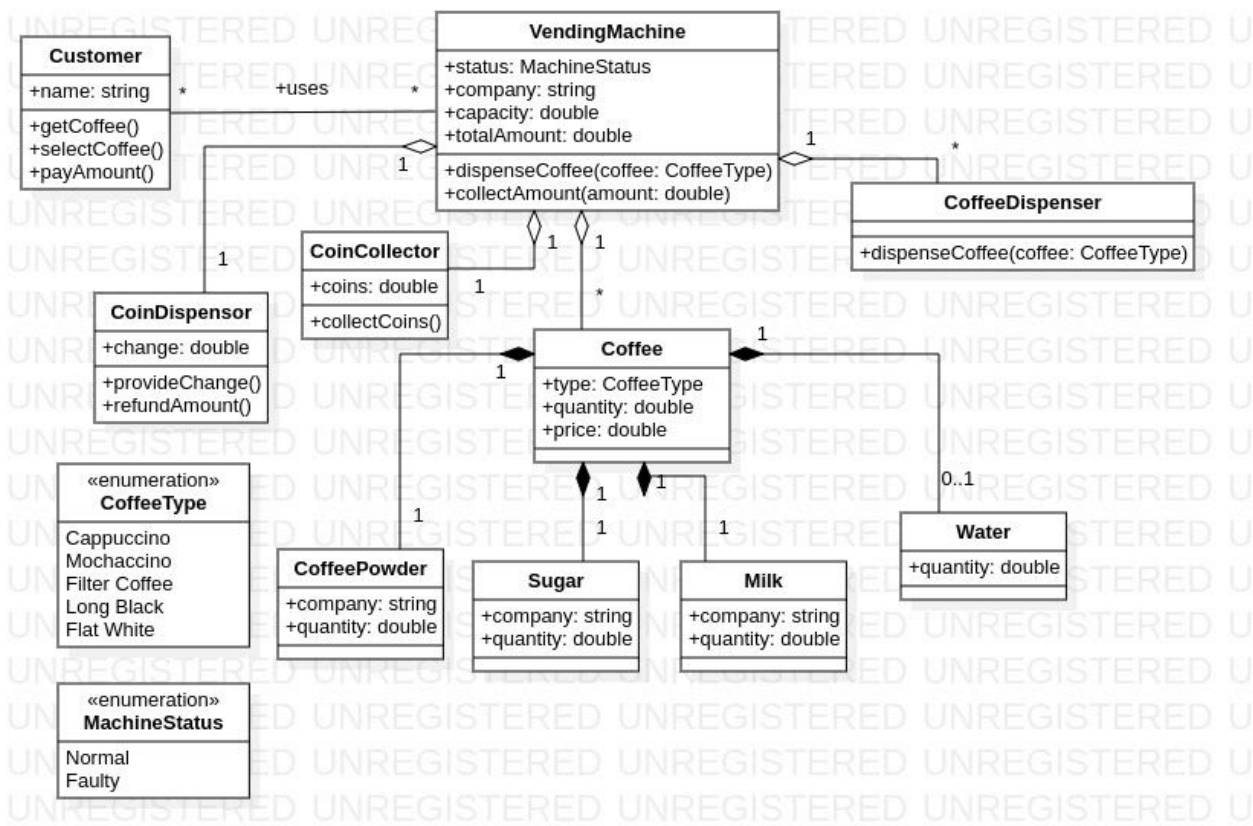 UNREGISTERED
Customer
+name: string
+getCoffee()
+selectCoffee()
+payAmount()
*
+uses
*
VendingMachine
+status: MachineStatus
+company: string
+capacity: double
+totalAmount: double
+dispenseCoffee(coffee: CoffeeType)
+collectAmount(amount: double)
1
*
CoffeeDispenser
+dispenseCoffee(coffee: CoffeeType)
1
1
CoinDispensor
+change: double
+provideChange()
+refundAmount()
CoinCollector
+coins: double
+collectCoins()
1
1
1
*
Coffee
+type: CoffeeType
+quantity: double
+price: double
1
1
1
1
1
1
1
0..1
«enumeration»
CoffeeType
Cappuccino
Mochaccino
Filter Coffee
Long Black
Flat White
CoffeePowder
+company: string
+quantity: double
Sugar
+company: string
+quantity: double
Milk
+company: string
+quantity: double
Water
+quantity: double
«enumeration»
MachineStatus
Normal
Faulty